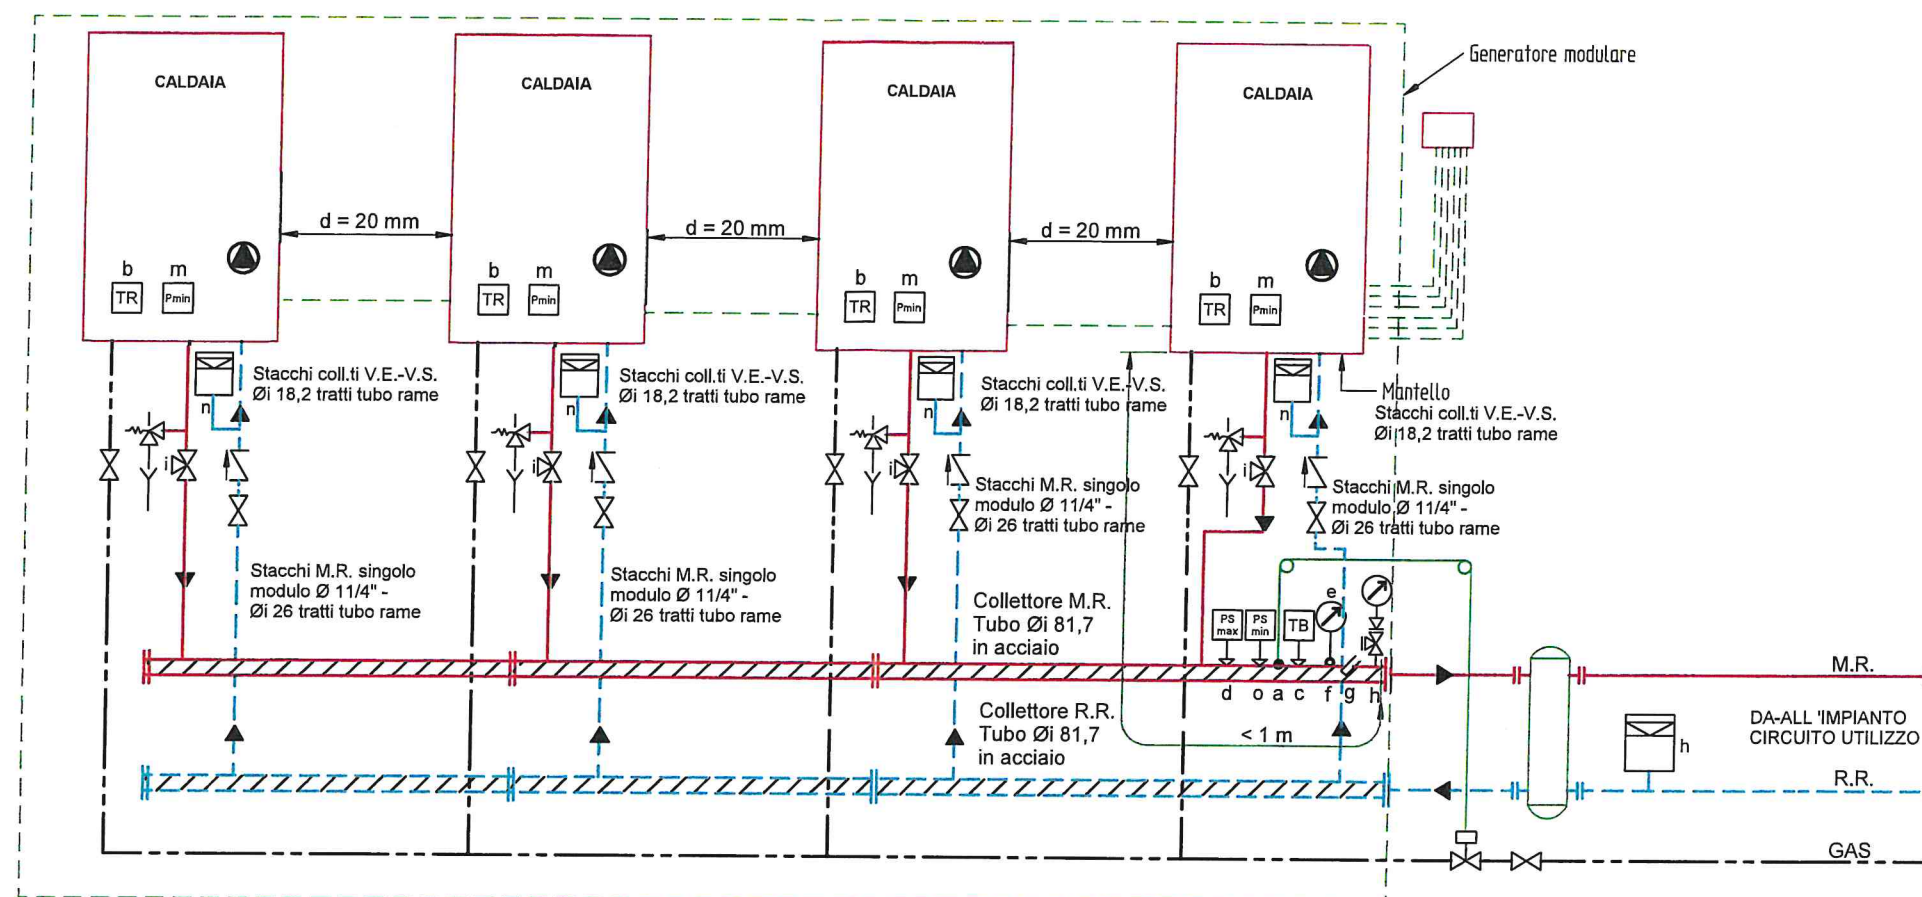 Generatore modulare
CALDAIA
CALDAIA
CALDAIA
CALDAIA
d = 20 mm
d = 20 mm
d = 20 mm
b m
TR Pmin
b m
TR Pmin
b m
TR Pmin
b m
TR Pmin
Stacchi coll.ti V.E.-V.S.
Øi 18,2 tratti tubo rame
n
i
Stacchi coll.ti V.E.-V.S.
Øi 18,2 tratti tubo rame
n
i
Stacchi coll.ti V.E.-V.S.
Øi 18,2 tratti tubo rame
n
i
Mantello
Stacchi coll.ti V.E.-V.S.
Øi 18,2 tratti tubo rame
n
i
Stacchi M.R. singolo
modulo Ø 11/4" -
Øi 26 tratti tubo rame
Stacchi M.R. singolo
modulo Ø 11/4" -
Øi 26 tratti tubo rame
Stacchi M.R. singolo
modulo Ø 11/4" -
Øi 26 tratti tubo rame
Stacchi M.R. singolo
modulo Ø 11/4" -
Øi 26 tratti tubo rame
Collettore M.R.
Tubo Øi 81,7
in acciaio
PS
max
PS
min
TB
e
d o a c f g h
M.R.
Collettore R.R.
Tubo Øi 81,7
in acciaio
< 1 m
DA-ALL 'IMPIANTO
CIRCUITO UTILIZZO
h
R.R.
GAS